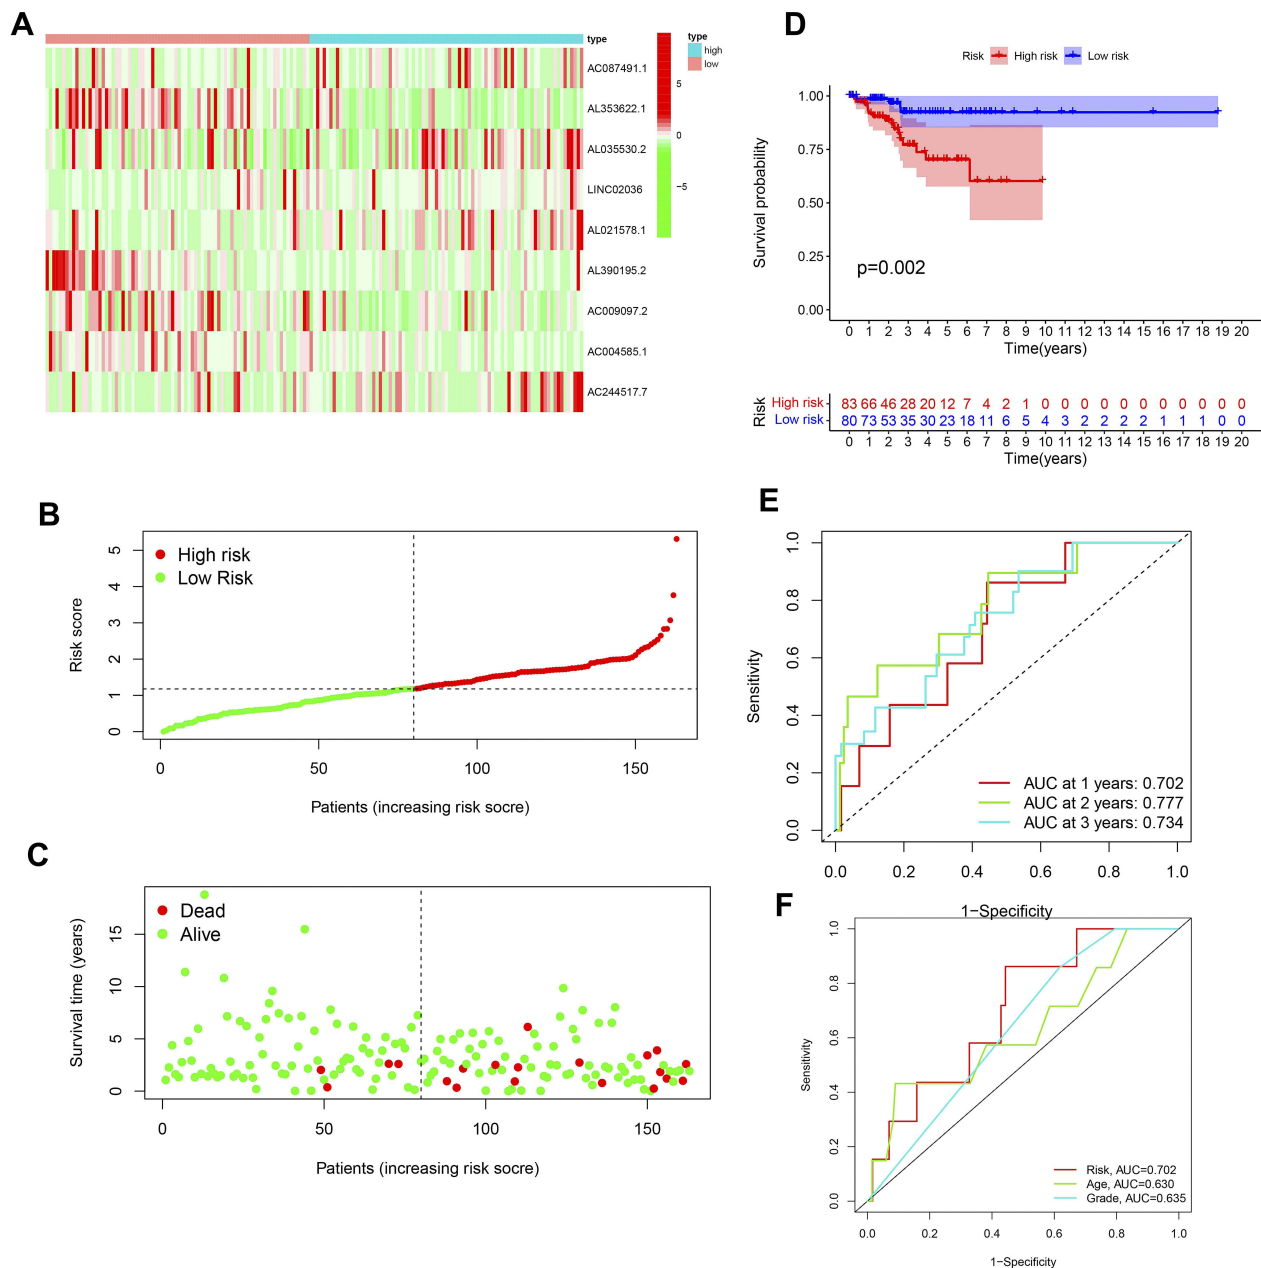 A
type
AC087491.1
AL353622.1
AL035530.2
LINC02036
AL021578.1
AL390195.2
AC009097.2
AC004585.1
AC244517.7
5
0
−5
type
high
low
B
High risk
Low Risk
Risk score
5
4
3
2
1
0
0 50 100 150
Patients (increasing risk socre)
C
Dead
Alive
Survival time (years)
15
10
5
0
0 50 100 150
Patients (increasing risk socre)
D
Risk High risk Low risk
Survival probability
1.00
0.75
0.50
0.25
0.00
p=0.002
0 1 2 3 4 5 6 7 8 9 10 11 12 13 14 15 16 17 18 19 20
Time(years)
Risk
High risk 83 66 46 28 20 12 7 4 2 1 0 0 0 0 0 0 0 0 0 0 0
Low risk 80 73 53 35 30 23 18 11 6 5 4 3 2 2 2 2 1 1 1 0 0
0 1 2 3 4 5 6 7 8 9 10 11 12 13 14 15 16 17 18 19 20
Time(years)
E
Sensitivity
1.0
0.8
0.6
0.4
0.2
0.0
AUC at 1 years: 0.702
AUC at 2 years: 0.777
AUC at 3 years: 0.734
0.0 0.2 0.4 0.6 0.8 1.0
1−Specificity
F
Sensitivity
1.0
0.8
0.6
0.4
0.2
0.0
Risk, AUC=0.702
Age, AUC=0.630
Grade, AUC=0.635
0.0 0.2 0.4 0.6 0.8 1.0
1−Specificity